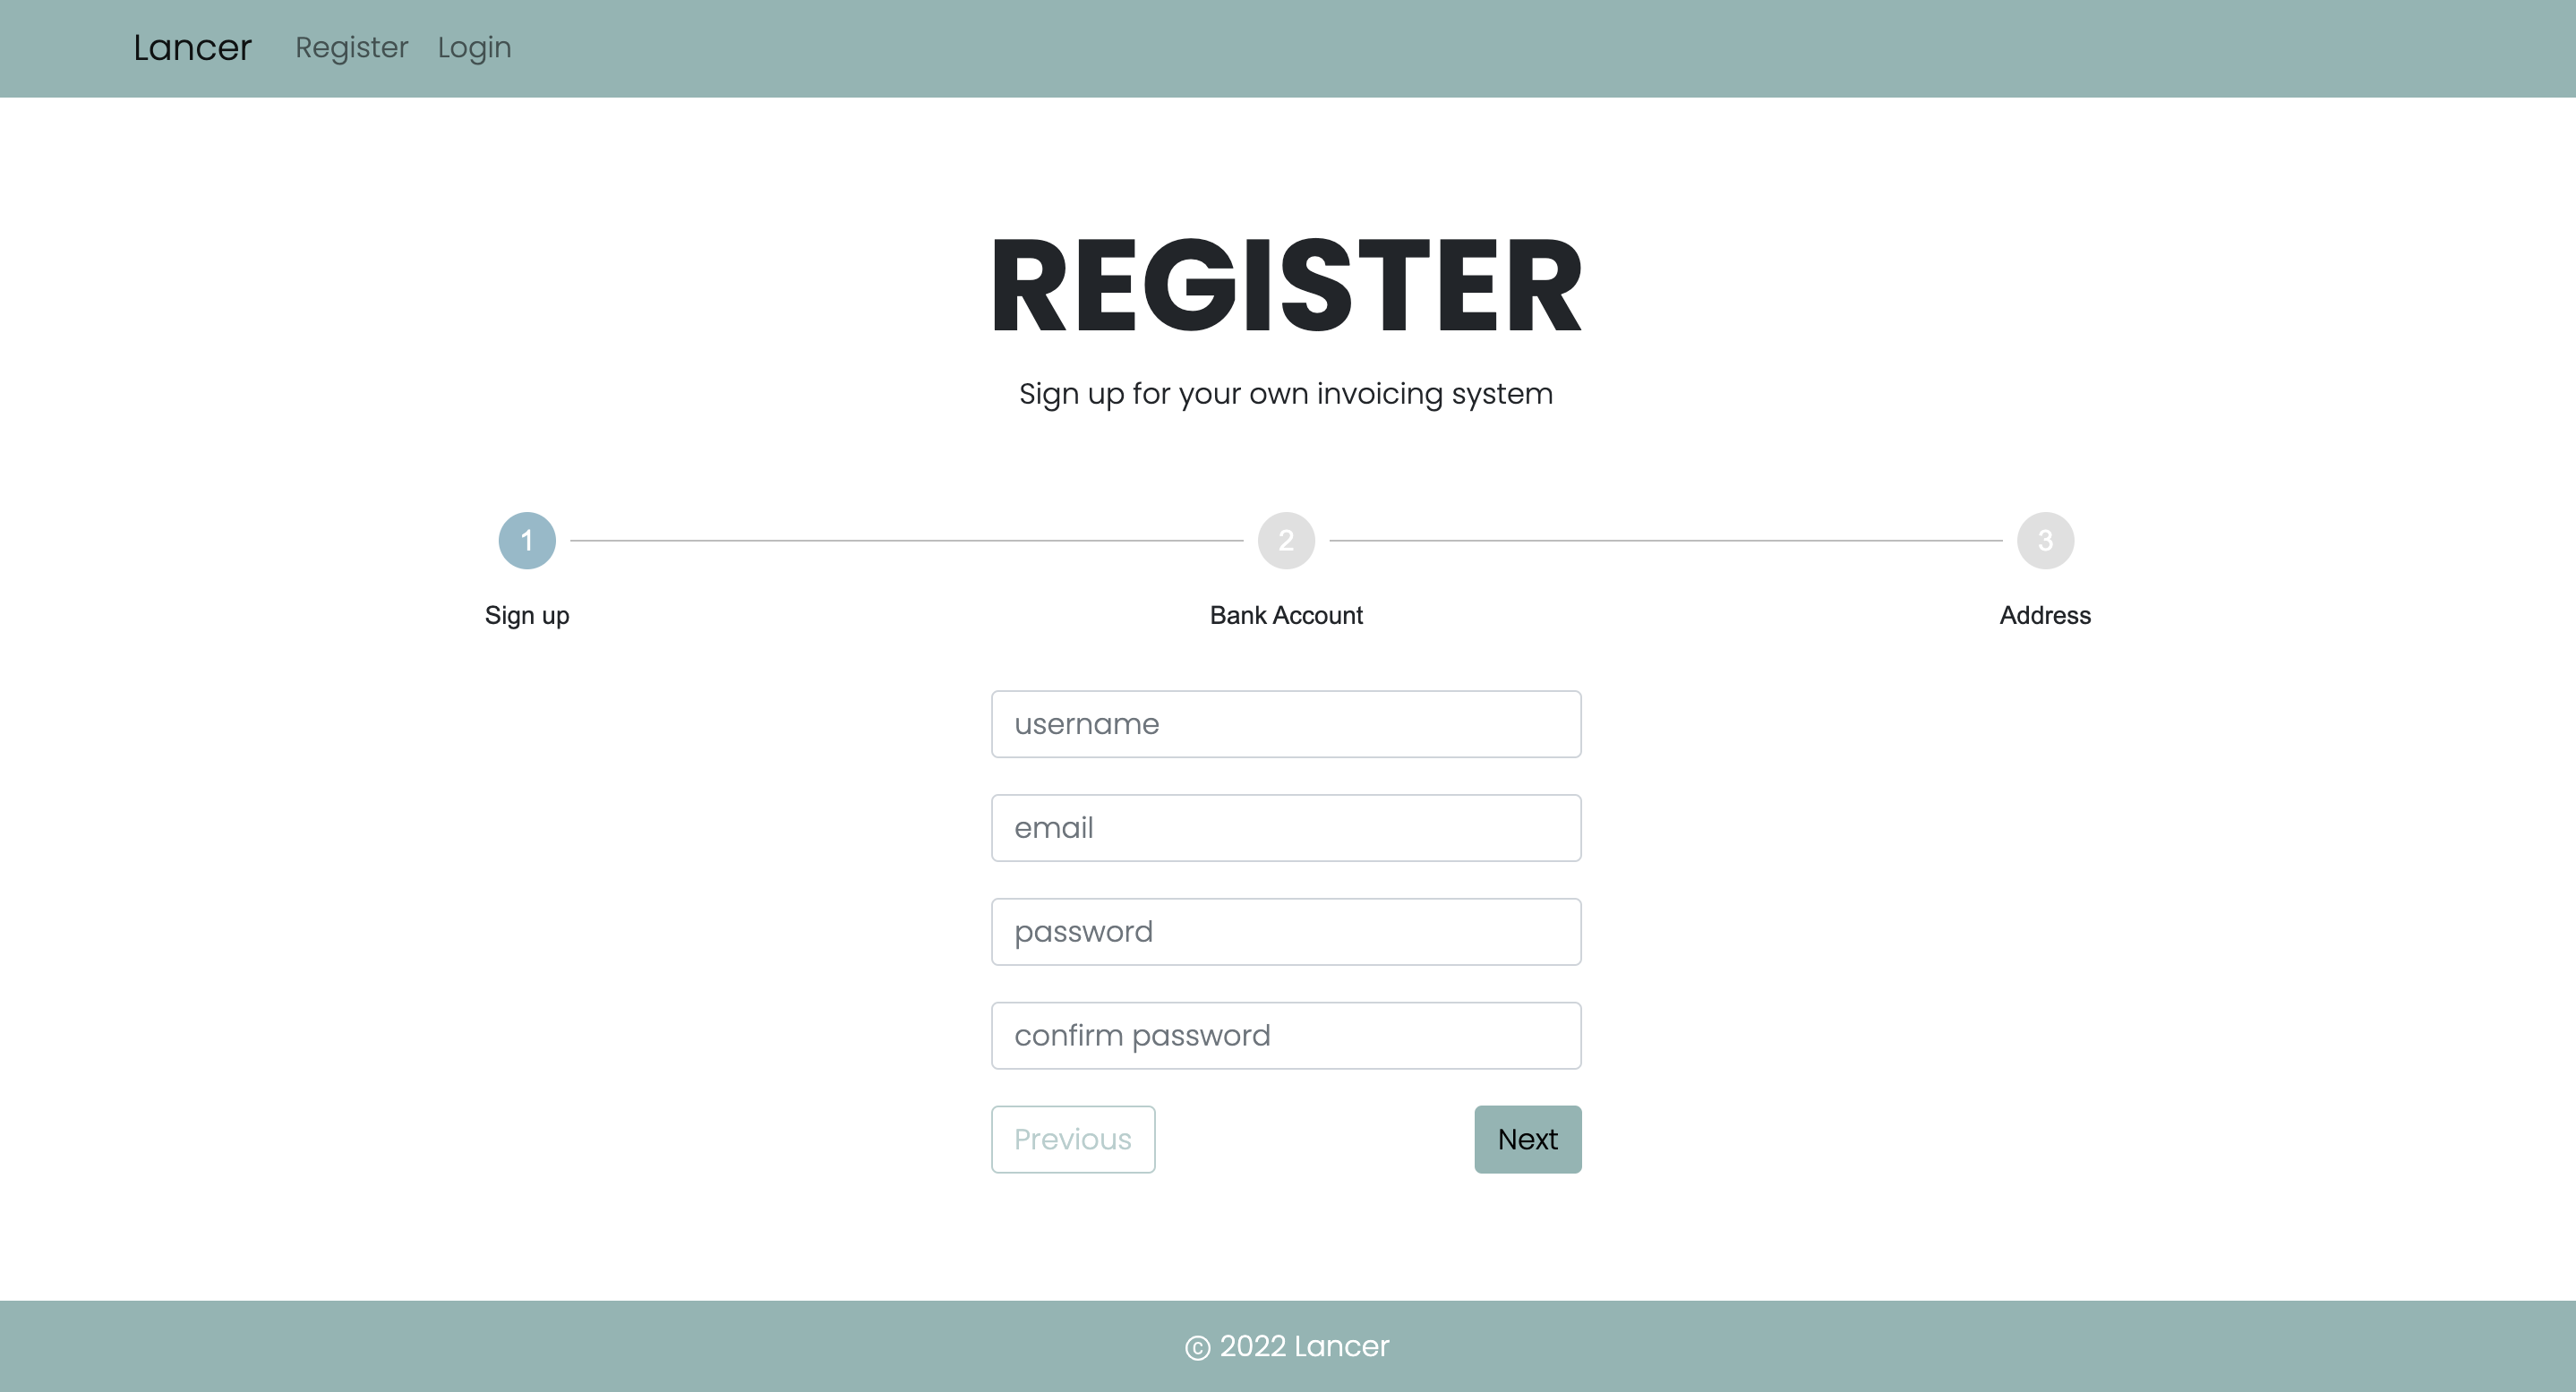 Lancer Register Login
REGISTER
Sign up for your own invoicing system
1 2 3
Sign up Bank Account Address
username
email
password
confirm password
Previous Next
© 2022 Lancer